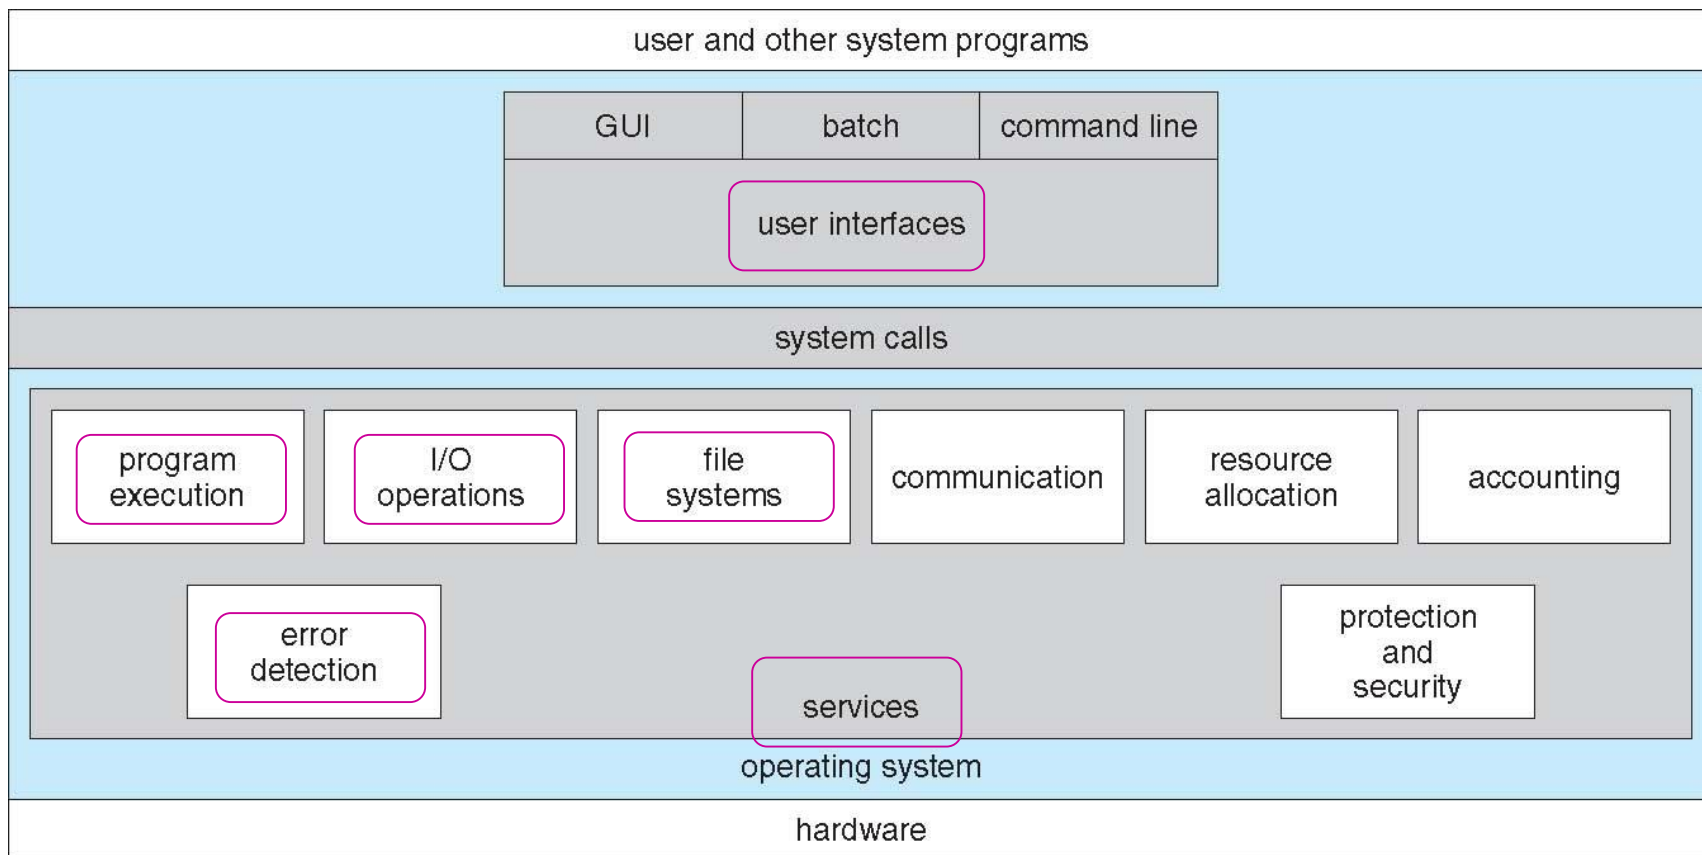 user and other system programs
GUI
batch
command line
user interfaces
system calls
program
execution
I/O
operations
file
systems
communication
resource
allocation
accounting
error
detection
protection
and
security
services
operating system
hardware